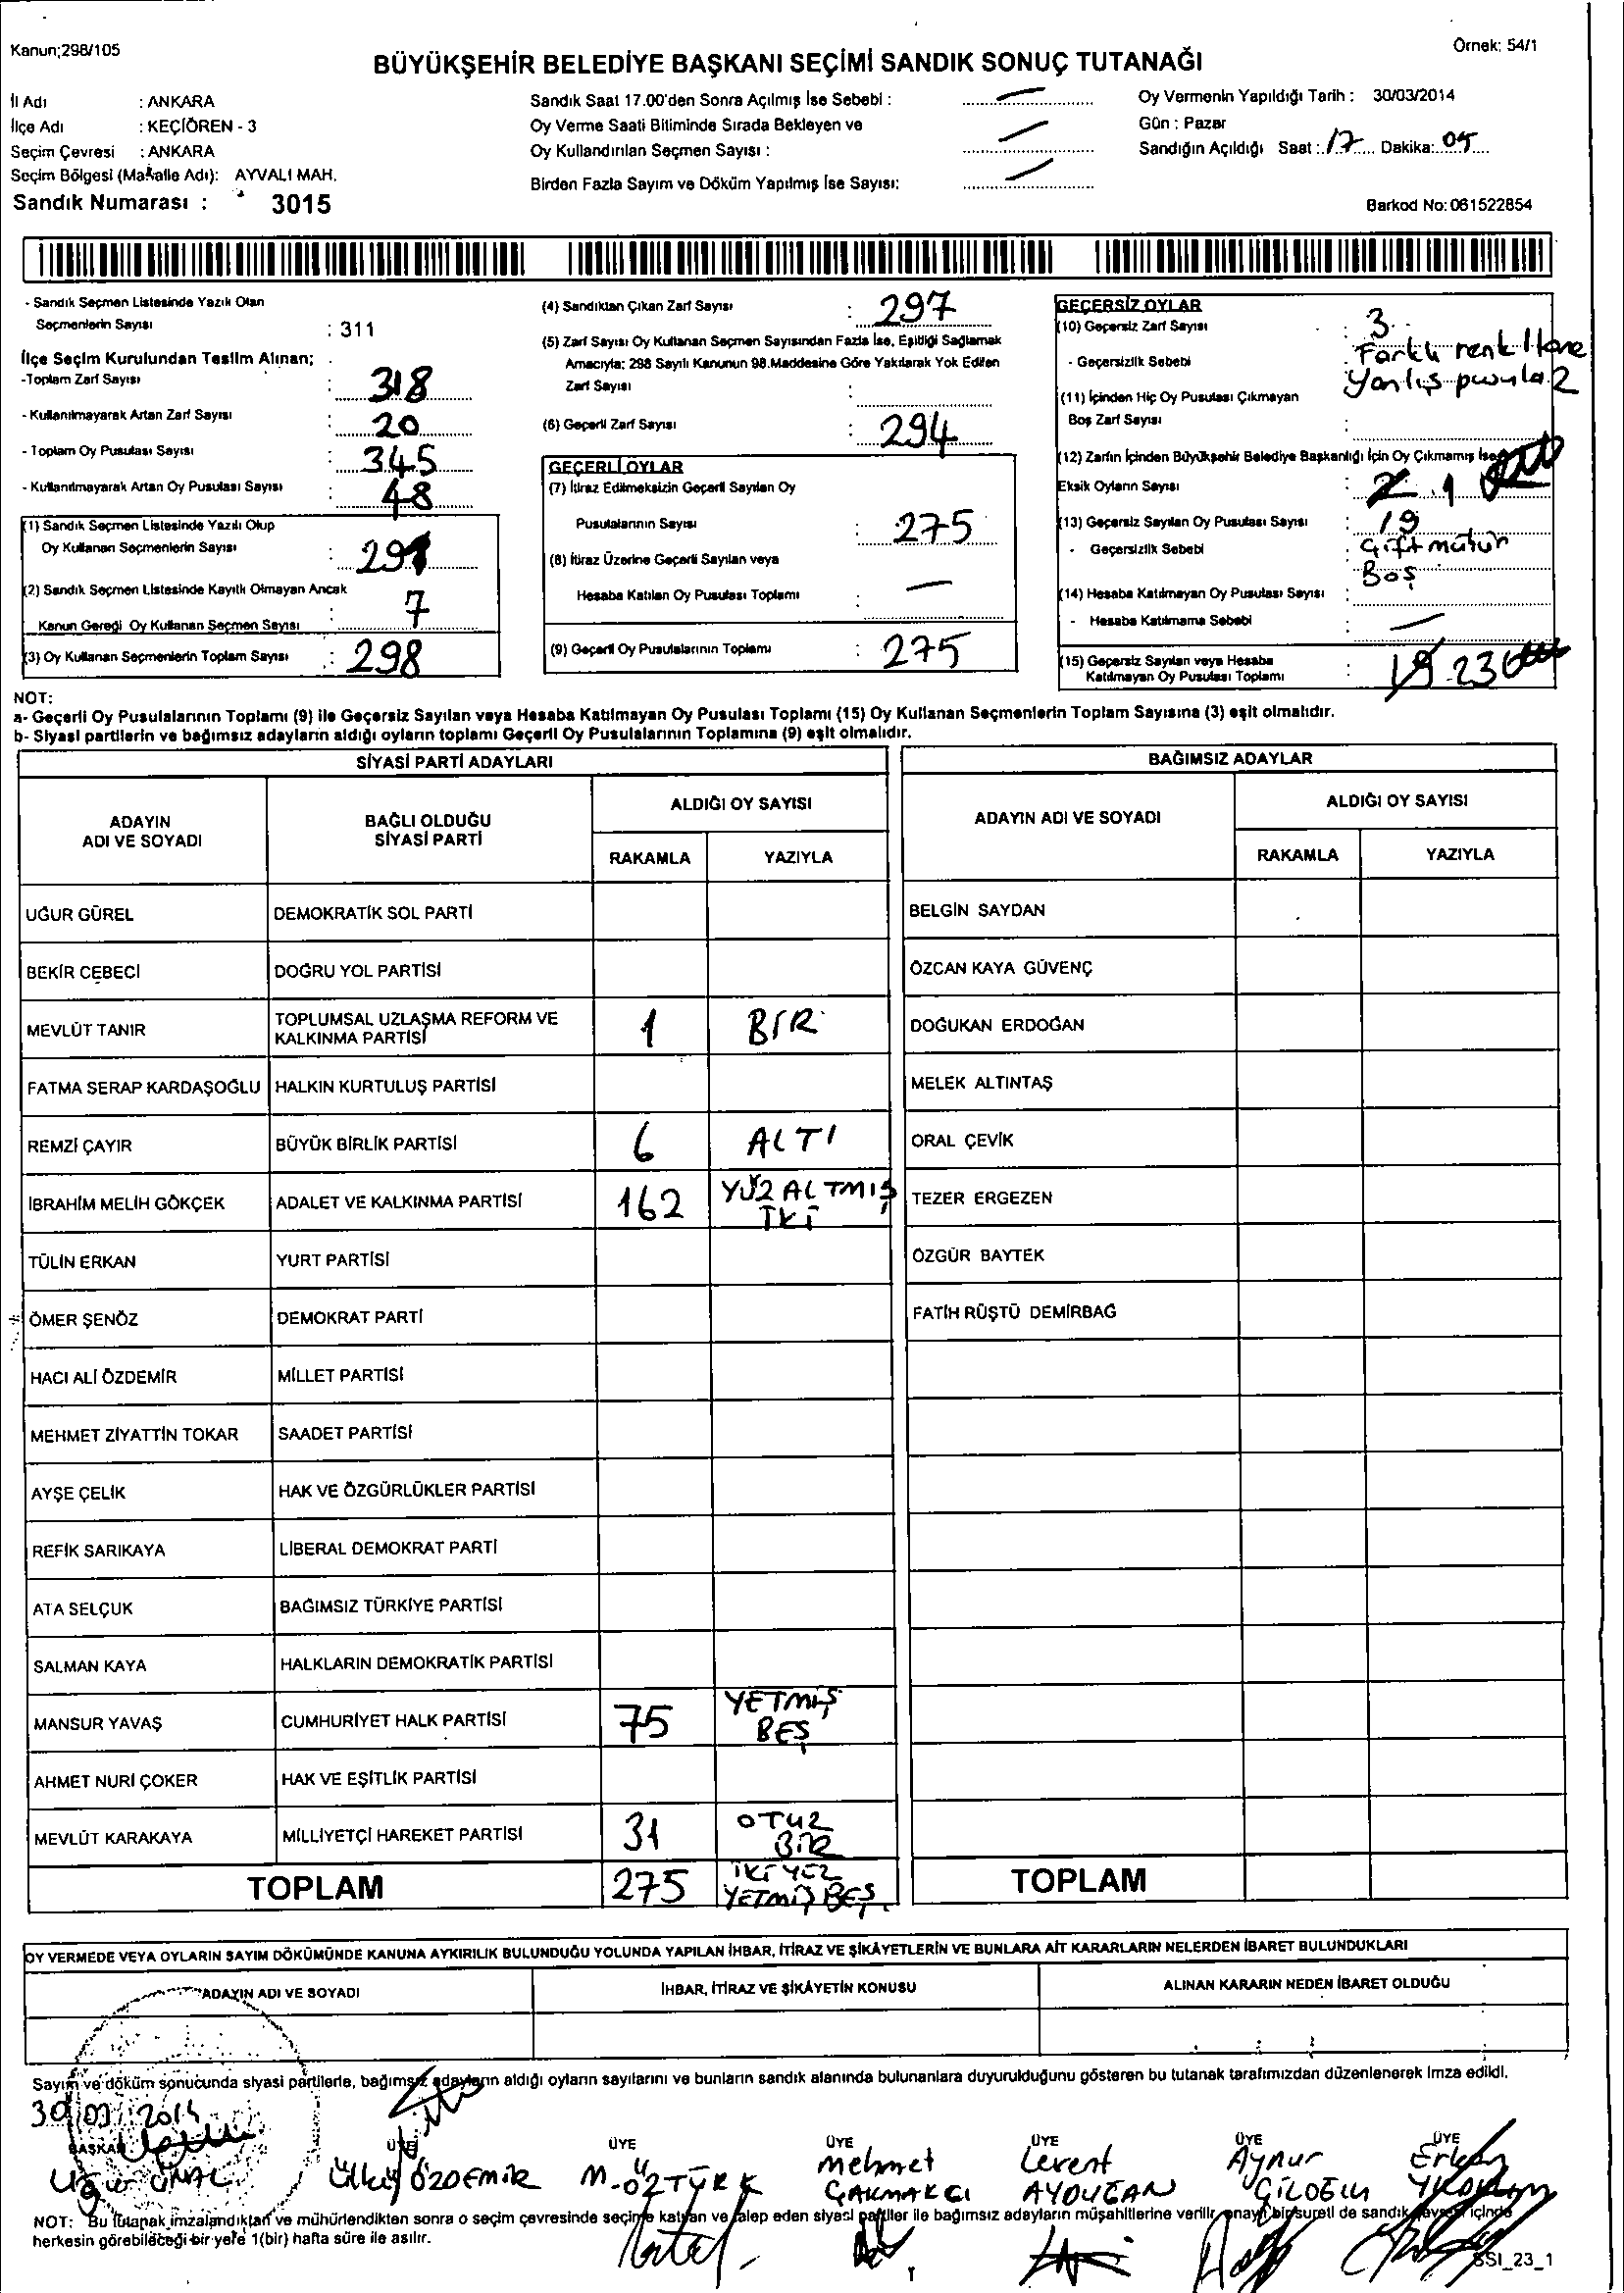 Kanun;298/105
Örnek: 54/1
BÜYÜKŞEHİR BELEDİYE BAŞKANI SEÇİMİ SANDIK SONUÇ TUTANAĞI
İl Adı : ANKARA
İlçe Adı : KEÇİÖREN - 3
Seçim Çevresi : ANKARA
Seçim Bölgesi (Mahalle Adı): AYVALI MAH.
Sandık Numarası : 3015
Sandık Saat 17.00'den Sonra Açılmış İse Sebebi :
Oy Verme Saati Bitiminde Sırada Bekleyen ve
Oy Kullandırılan Seçmen Sayısı :
Birden Fazla Sayım ve Döküm Yapılmış İse Sayısı:
Oy Vermenin Yapıldığı Tarih : 30/03/2014
Gün : Pazar
Sandığın Açıldığı Saat : 17 Dakika: 05
Barkod No: 061522854
- Sandık Seçmen Listesinde Yazılı Olan
Seçmenlerin Sayısı : 311
İlçe Seçim Kurulundan Teslim Alınan;
-Toplam Zarf Sayısı : 318
- Kullanılmayarak Artan Zarf Sayısı : 20
- Toplam Oy Pusulası Sayısı : 345
- Kullanılmayarak Artan Oy Pusulası Sayısı : 48
(1) Sandık Seçmen Listesinde Yazılı Olup
Oy Kullanan Seçmenlerin Sayısı : 291
(2) Sandık Seçmen Listesinde Kayıtlı Olmayan Ancak
Kanun Gereği Oy Kullanan Seçmen Sayısı : 7
(3) Oy Kullanan Seçmenlerin Toplam Sayısı : 298
(4) Sandıktan Çıkan Zarf Sayısı : 297
(5) Zarf Sayısı Oy Kullanan Seçmen Sayısından Fazla İse, Eşitliği Sağlamak
Amacıyla; 298 Sayılı Kanunun 98.Maddesine Göre Yakılarak Yok Edilen
Zarf Sayısı :
(6) Geçerli Zarf Sayısı : 294
GEÇERLİ OYLAR
(7) İtiraz Edilmeksizin Geçerli Sayılan Oy
Pusulalarının Sayısı : 275
(8) İtiraz Üzerine Geçerli Sayılan veya
Hesaba Katılan Oy Pusulası Toplamı : —
(9) Geçerli Oy Pusulalarının Toplamı : 275
GEÇERSİZ OYLAR
(10) Geçersiz Zarf Sayısı : 3
- Geçersizlik Sebebi : Farklı renk 1 tane
Yanlış pusula 2
(11) İçinden Hiç Oy Pusulası Çıkmayan
Boş Zarf Sayısı :
(12) Zarfın İçinden Büyükşehir Belediye Başkanlığı İçin Oy Çıkmamış İse
Eksik Oyların Sayısı : 1
(13) Geçersiz Sayılan Oy Pusulası Sayısı : 19
- Geçersizlik Sebebi : Çift mühür
Boş
(14) Hesaba Katılmayan Oy Pusulası Sayısı :
- Hesaba Katılmama Sebebi : —
(15) Geçersiz Sayılan veya Hesaba
Katılmayan Oy Pusulası Toplamı : 19 23
NOT:
a- Geçerli Oy Pusulalarının Toplamı (9) ile Geçersiz Sayılan veya Hesaba Katılmayan Oy Pusulası Toplamı (15) Oy Kullanan Seçmenlerin Toplam Sayısına (3) eşit olmalıdır.
b- Siyasi partilerin ve bağımsız adayların aldığı oyların toplamı Geçerli Oy Pusulalarının Toplamına (9) eşit olmalıdır.
SİYASİ PARTİ ADAYLARI
ADAYIN ADI VE SOYADI
BAĞLI OLDUĞU SİYASİ PARTİ
ALDIĞI OY SAYISI
RAKAMLA YAZIYLA
UĞUR GÜREL DEMOKRATİK SOL PARTİ
BEKİR CEBECİ DOĞRU YOL PARTİSİ
MEVLÜT TANIR TOPLUMSAL UZLAŞMA REFORM VE KALKINMA PARTİSİ 1 BİR
FATMA SERAP KARDAŞOĞLU HALKIN KURTULUŞ PARTİSİ
REMZİ ÇAYIR BÜYÜK BİRLİK PARTİSİ 6 ALTI
İBRAHİM MELİH GÖKÇEK ADALET VE KALKINMA PARTİSİ 162 YÜZ ALTMIŞ İKİ
TÜLİN ERKAN YURT PARTİSİ
ÖMER ŞENÖZ DEMOKRAT PARTİ
HACI ALİ ÖZDEMİR MİLLET PARTİSİ
MEHMET ZİYATTİN TOKAR SAADET PARTİSİ
AYŞE ÇELİK HAK VE ÖZGÜRLÜKLER PARTİSİ
REFİK SARIKAYA LİBERAL DEMOKRAT PARTİ
ATA SELÇUK BAĞIMSIZ TÜRKİYE PARTİSİ
SALMAN KAYA HALKLARIN DEMOKRATİK PARTİSİ
MANSUR YAVAŞ CUMHURİYET HALK PARTİSİ 75 YETMİŞ BEŞ
AHMET NURİ ÇOKER HAK VE EŞİTLİK PARTİSİ
MEVLÜT KARAKAYA MİLLİYETÇİ HAREKET PARTİSİ 31 OTUZ BİR
TOPLAM 275 İKİ YÜZ YETMİŞ BEŞ
BAĞIMSIZ ADAYLAR
ADAYIN ADI VE SOYADI
ALDIĞI OY SAYISI
RAKAMLA YAZIYLA
BELGİN SAYDAN
ÖZCAN KAYA GÜVENÇ
DOĞUKAN ERDOĞAN
MELEK ALTINTAŞ
ORAL ÇEVİK
TEZER ERGEZEN
ÖZGÜR BAYTEK
FATİH RÜŞTÜ DEMİRBAĞ
TOPLAM
OY VERMEDE VEYA OYLARIN SAYIM DÖKÜMÜNDE KANUNA AYKIRILIK BULUNDUĞU YOLUNDA YAPILAN İHBAR, İTİRAZ VE ŞİKÂYETLERİN VE BUNLARA AİT KARARLARIN NELERDEN İBARET BULUNDUKLARI
ADAYIN ADI VE SOYADI
İHBAR, İTİRAZ VE ŞİKÂYETİN KONUSU
ALINAN KARARIN NEDEN İBARET OLDUĞU
Sayım ve döküm sonucunda siyasi partilerle, bağımsız adayların aldığı oyların sayılarını ve bunların sandık alanında bulunanlara duyurulduğunu gösteren bu tutanak tarafımızdan düzenlenerek imza edildi.
30/03/2014
BAŞKAN ÜYE ÜYE ÜYE ÜYE ÜYE ÜYE
Uğur ÜNAL Ülkü ÖZDEMİR M. ÖZTÜRK Mehmet ÇAKMAKÇI Levent AYDOĞAN Aynur Erkan YILDIRIM
NOT: Bu tutanak imzalandıktan ve mühürlendikten sonra o seçim çevresinde seçime katılan ve talep eden siyasi partiler ile bağımsız adayların müşahitlerine verilir, onaylı bir sureti de sandık çevresi içinde
herkesin görebileceği bir yere 1(bir) hafta süre ile asılır.
SSI_23_1